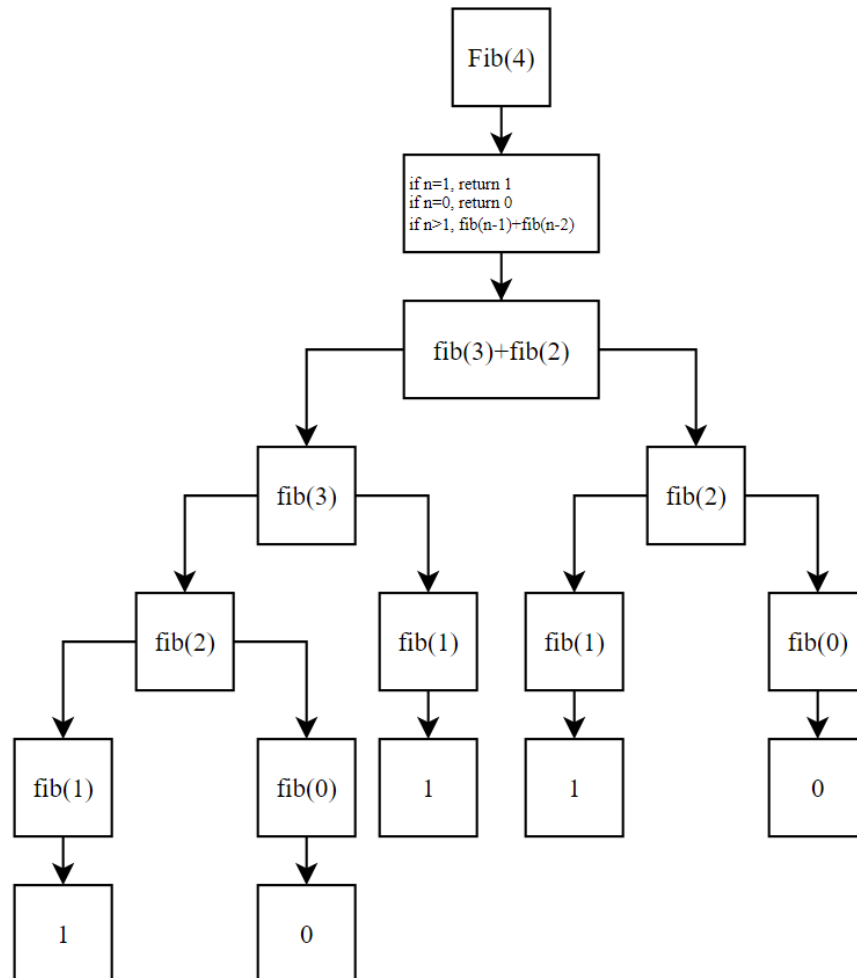 Fib(4)
if n=1, return 1
if n=0, return 0
if n>1, fib(n-1)+fib(n-2)
fib(3)+fib(2)
fib(3)
fib(2)
fib(2)
fib(1)
fib(1)
fib(0)
fib(1)
fib(0)
1
1
0
1
0